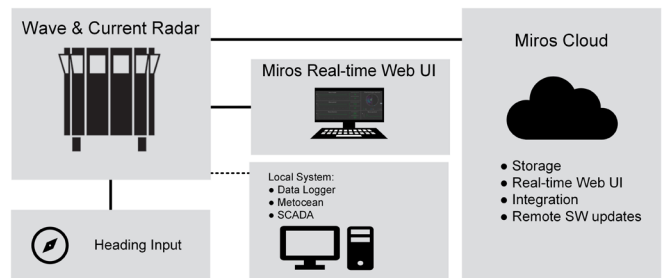 Wave & Current Radar
Miros Real-time Web UI
Miros Cloud
● Storage
● Real-time Web UI
● Integration
● Remote SW updates
Local System:
● Data Logger
● Metocean
● SCADA
Heading Input